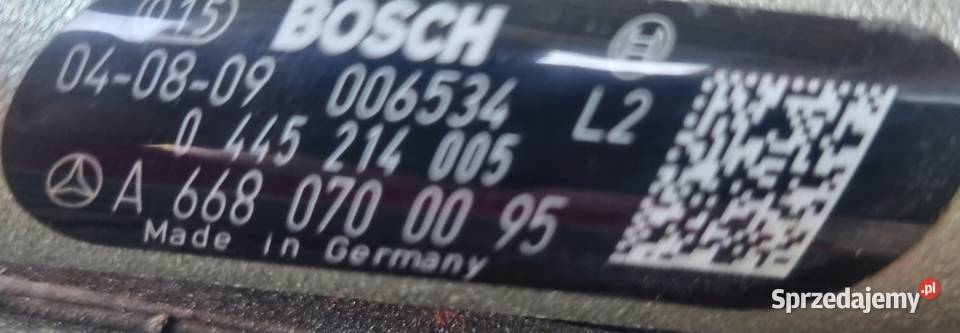 015
BOSCH
04-08-09 006534 L2
0 445 214 005
A 668 070 00 95
Made in Germany
Sprzedajemy.pl